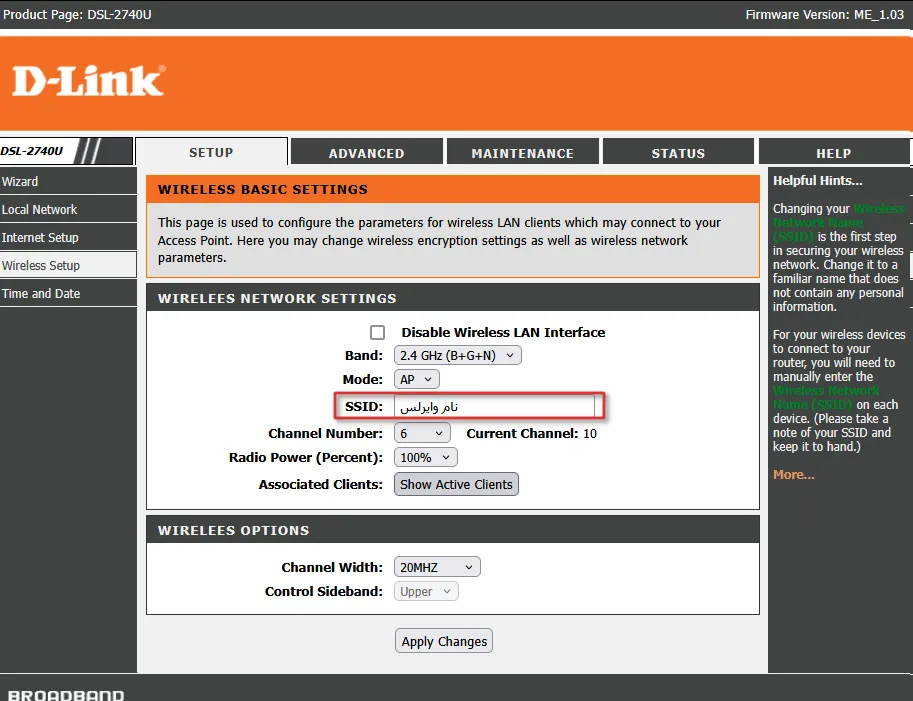 Product Page: DSL-2740U
Firmware Version: ME_1.03
D-Link®
DSL-2740U
SETUP
ADVANCED
MAINTENANCE
STATUS
HELP
Wizard
Local Network
Internet Setup
Wireless Setup
Time and Date
WIRELESS BASIC SETTINGS
This page is used to configure the parameters for wireless LAN clients which may connect to your
Access Point. Here you may change wireless encryption settings as well as wireless network
parameters.
WIRELEES NETWORK SETTINGS
Disable Wireless LAN Interface
Band: 2.4 GHz (B+G+N)
Mode: AP
SSID: نام وایرلس
Channel Number: 6 Current Channel: 10
Radio Power (Percent): 100%
Associated Clients: Show Active Clients
WIRELEES OPTIONS
Channel Width: 20MHZ
Control Sideband: Upper
Apply Changes
Helpful Hints...
Changing your Wireless
Network Name
(SSID) is the first step
in securing your wireless
network. Change it to a
familiar name that does
not contain any personal
information.
For your wireless devices
to connect to your
router, you will need to
manually enter the
Wireless Network
Name (SSID) on each
device. (Please take a
note of your SSID and
keep it to hand.)
More...
BROADBAND